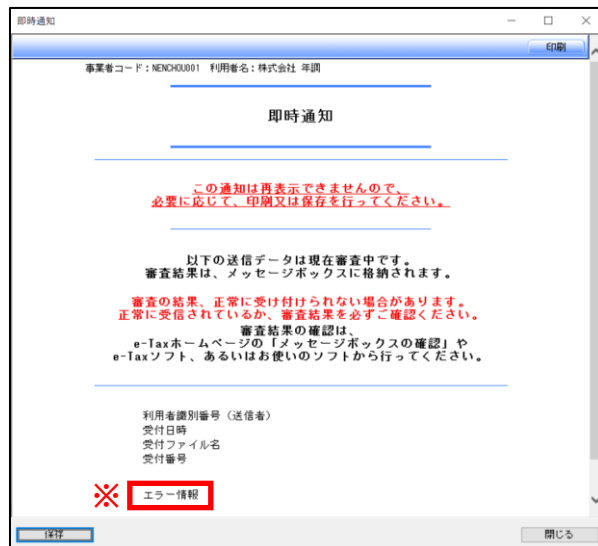 即時通知
印刷
事業者コード：NENCHOU001 利用者名：株式会社 年調
即時通知
この通知は再表示できませんので、
必要に応じて、印刷又は保存を行ってください。
以下の送信データは現在審査中です。
審査結果は、メッセージボックスに格納されます。
審査の結果、正常に受け付けられない場合があります。
正常に受信されているか、審査結果を必ずご確認ください。
審査結果の確認は、
e-Taxホームページの「メッセージボックスの確認」や
e-Taxソフト、あるいはお使いのソフトから行ってください。
利用者識別番号（送信者）
受付日時
受付ファイル名
受付番号
※ エラー情報
保存 閉じる